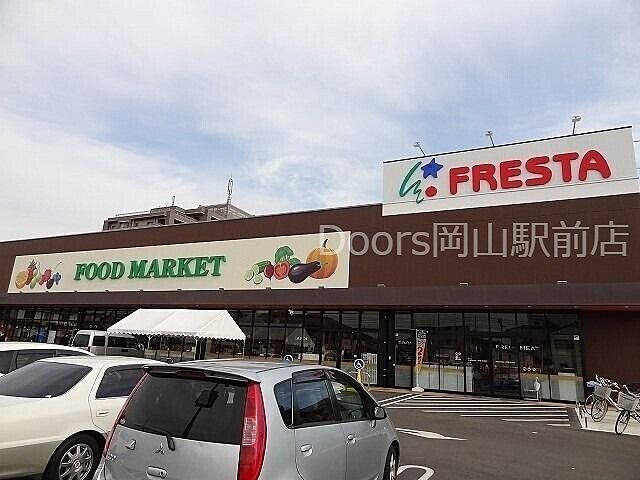 FRESTA
Doors岡山駅前店
FOOD MARKET